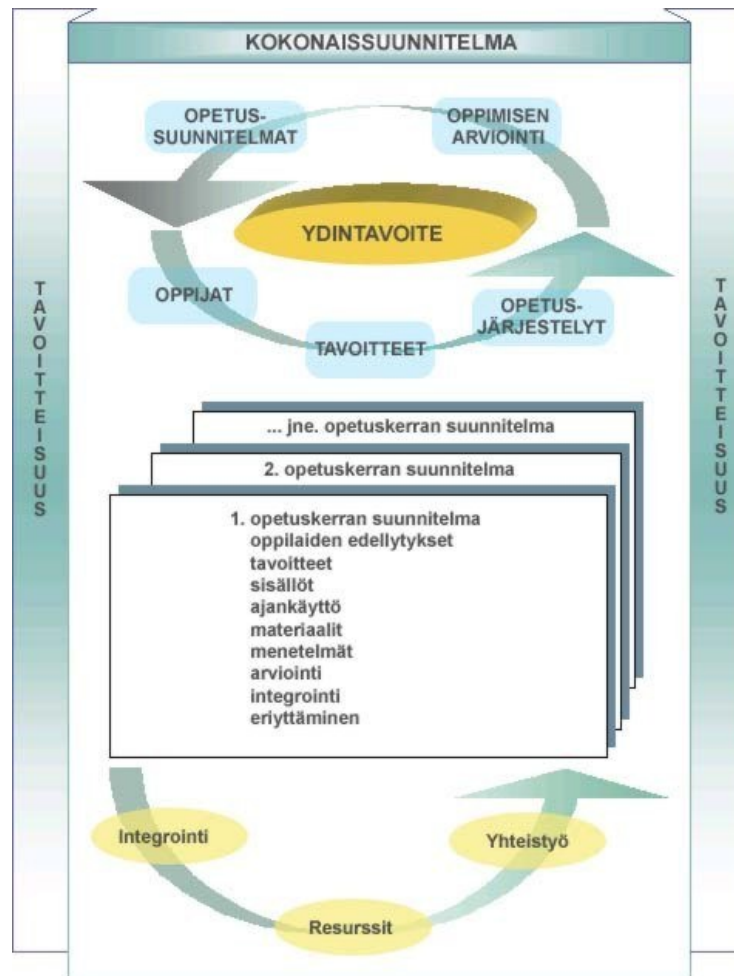 KOKONAISSUUNNITELMA
OPETUS-
SUUNNITELMAT
OPPIMISEN
ARVIOINTI
YDINTAVOITE
OPPIJAT
OPETUS-
JÄRJESTELYT
TAVOITTEET
TAVOITTEISUUS
TAVOITTEISUUS
... jne. opetuskerran suunnitelma
2. opetuskerran suunnitelma
1. opetuskerran suunnitelma
oppilaiden edellytykset
tavoitteet
sisällöt
ajankäyttö
materiaalit
menetelmät
arviointi
integrointi
eriyttäminen
Integrointi
Yhteistyö
Resurssit